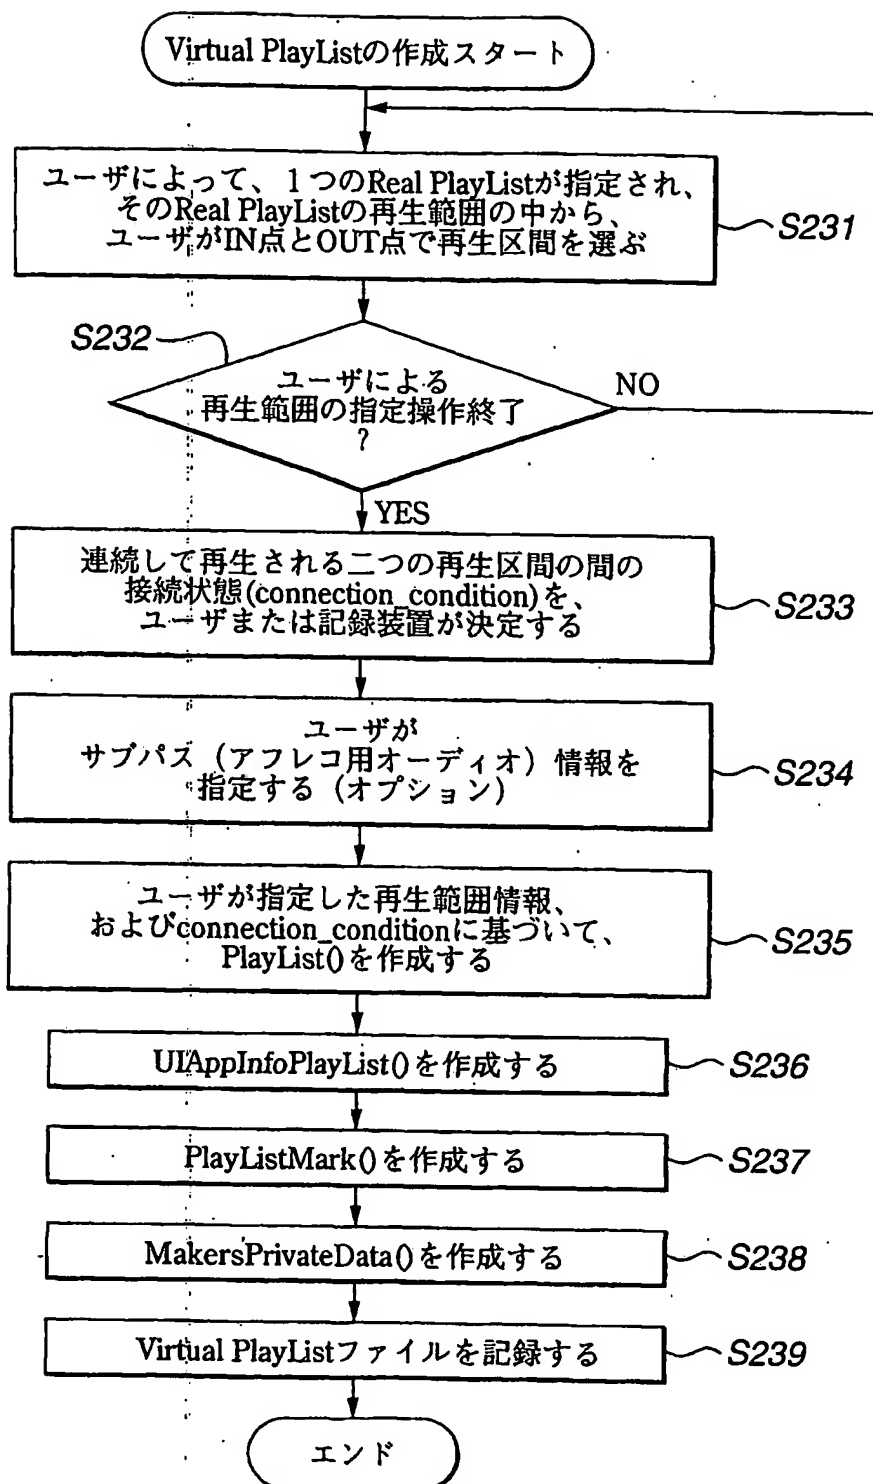 Virtual PlayListの作成スタート
ユーザによって、1つのReal PlayListが指定され、
そのReal PlayListの再生範囲の中から、
ユーザがIN点とOUT点で再生区間を選ぶ
S231
S232
ユーザによる
再生範囲の指定操作終了
?
NO
YES
連続して再生される二つの再生区間の間の
接続状態(connection_condition)を、
ユーザまたは記録装置が決定する
S233
ユーザが
サブパス（アフレコ用オーディオ）情報を
指定する（オプション）
S234
ユーザが指定した再生範囲情報、
およびconnection_conditionに基づいて、
PlayList()を作成する
S235
UIAppInfoPlayList()を作成する
S236
PlayListMark()を作成する
S237
MakersPrivateData()を作成する
S238
Virtual PlayListファイルを記録する
S239
エンド